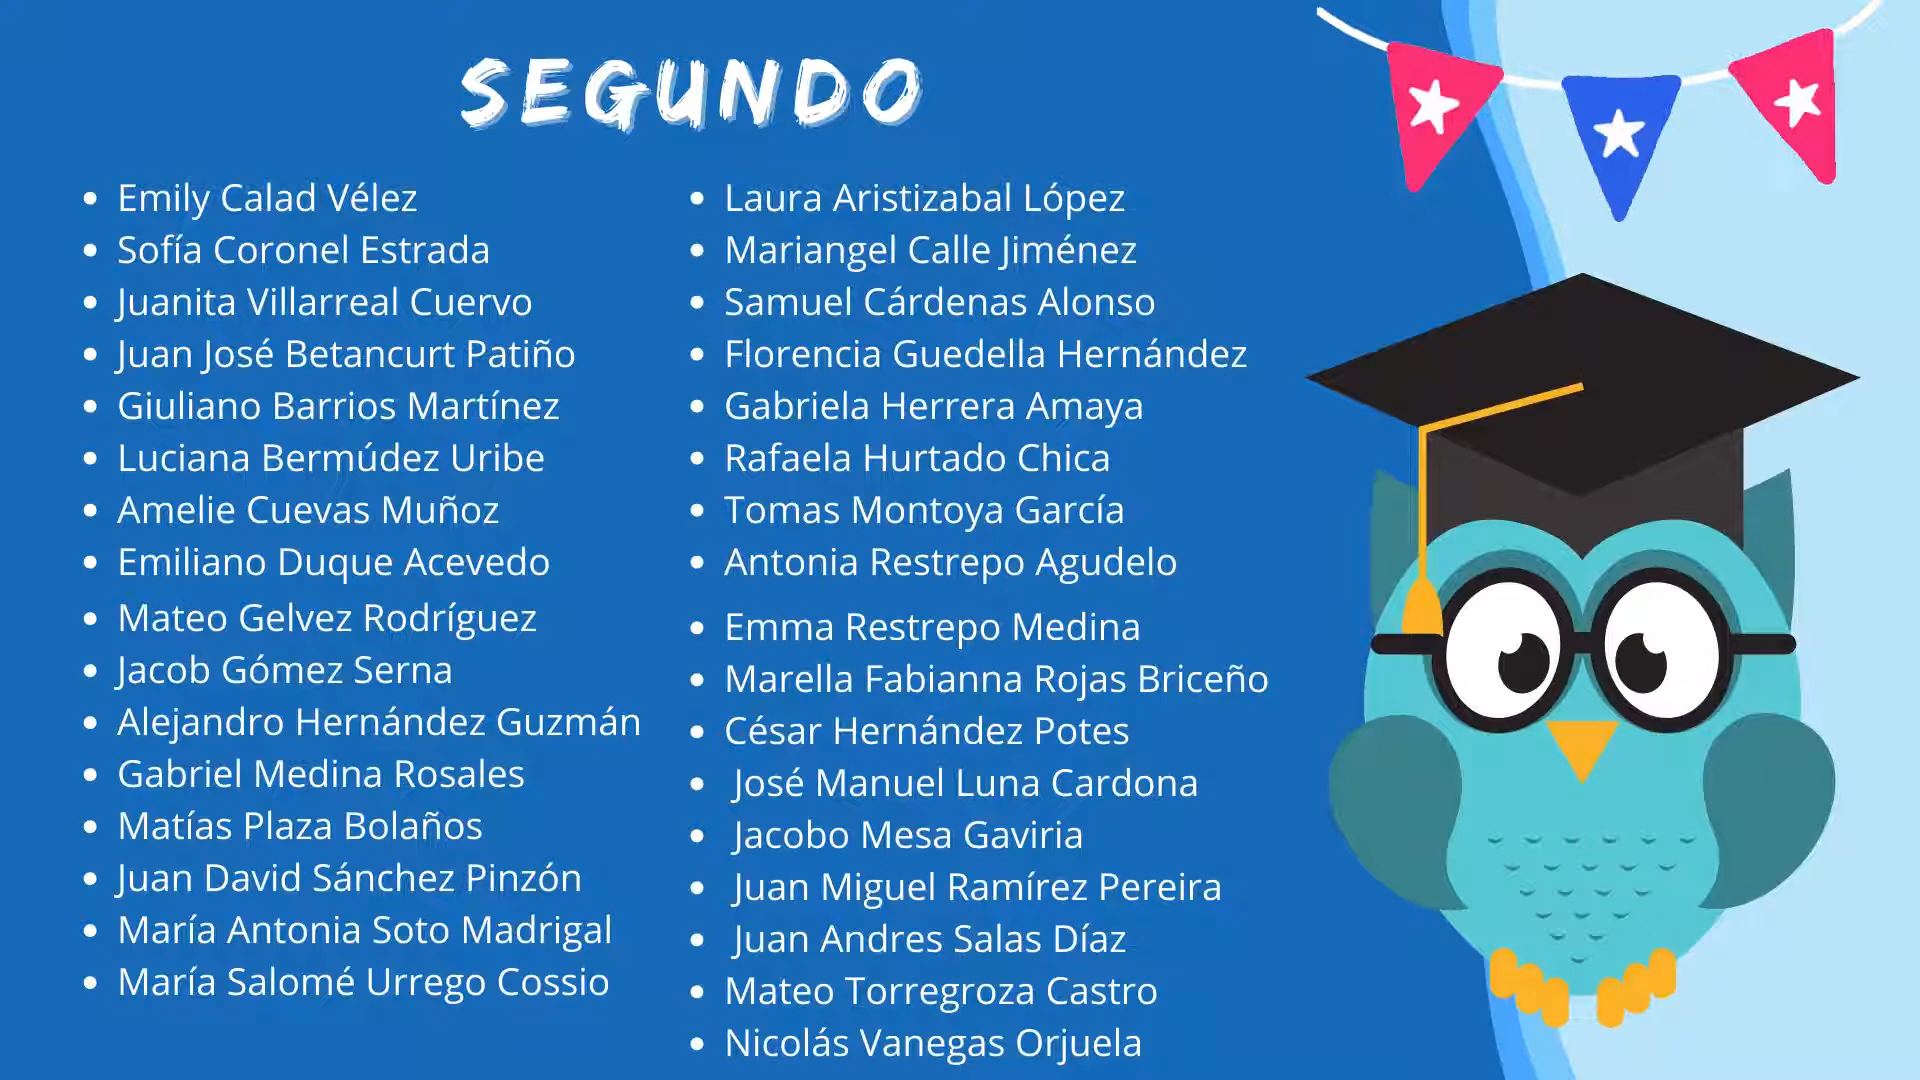 SEGUNDO
• Emily Calad Vélez
• Sofía Coronel Estrada
• Juanita Villarreal Cuervo
• Juan José Betancurt Patiño
• Giuliano Barrios Martínez
• Luciana Bermúdez Uribe
• Amelie Cuevas Muñoz
• Emiliano Duque Acevedo
• Mateo Gelvez Rodríguez
• Jacob Gómez Serna
• Alejandro Hernández Guzmán
• Gabriel Medina Rosales
• Matías Plaza Bolaños
• Juan David Sánchez Pinzón
• María Antonia Soto Madrigal
• María Salomé Urrego Cossio
• Laura Aristizabal López
• Mariangel Calle Jiménez
• Samuel Cárdenas Alonso
• Florencia Guedella Hernández
• Gabriela Herrera Amaya
• Rafaela Hurtado Chica
• Tomas Montoya García
• Antonia Restrepo Agudelo
• Emma Restrepo Medina
• Marella Fabianna Rojas Briceño
• César Hernández Potes
• José Manuel Luna Cardona
• Jacobo Mesa Gaviria
• Juan Miguel Ramírez Pereira
• Juan Andres Salas Díaz
• Mateo Torregroza Castro
• Nicolás Vanegas Orjuela